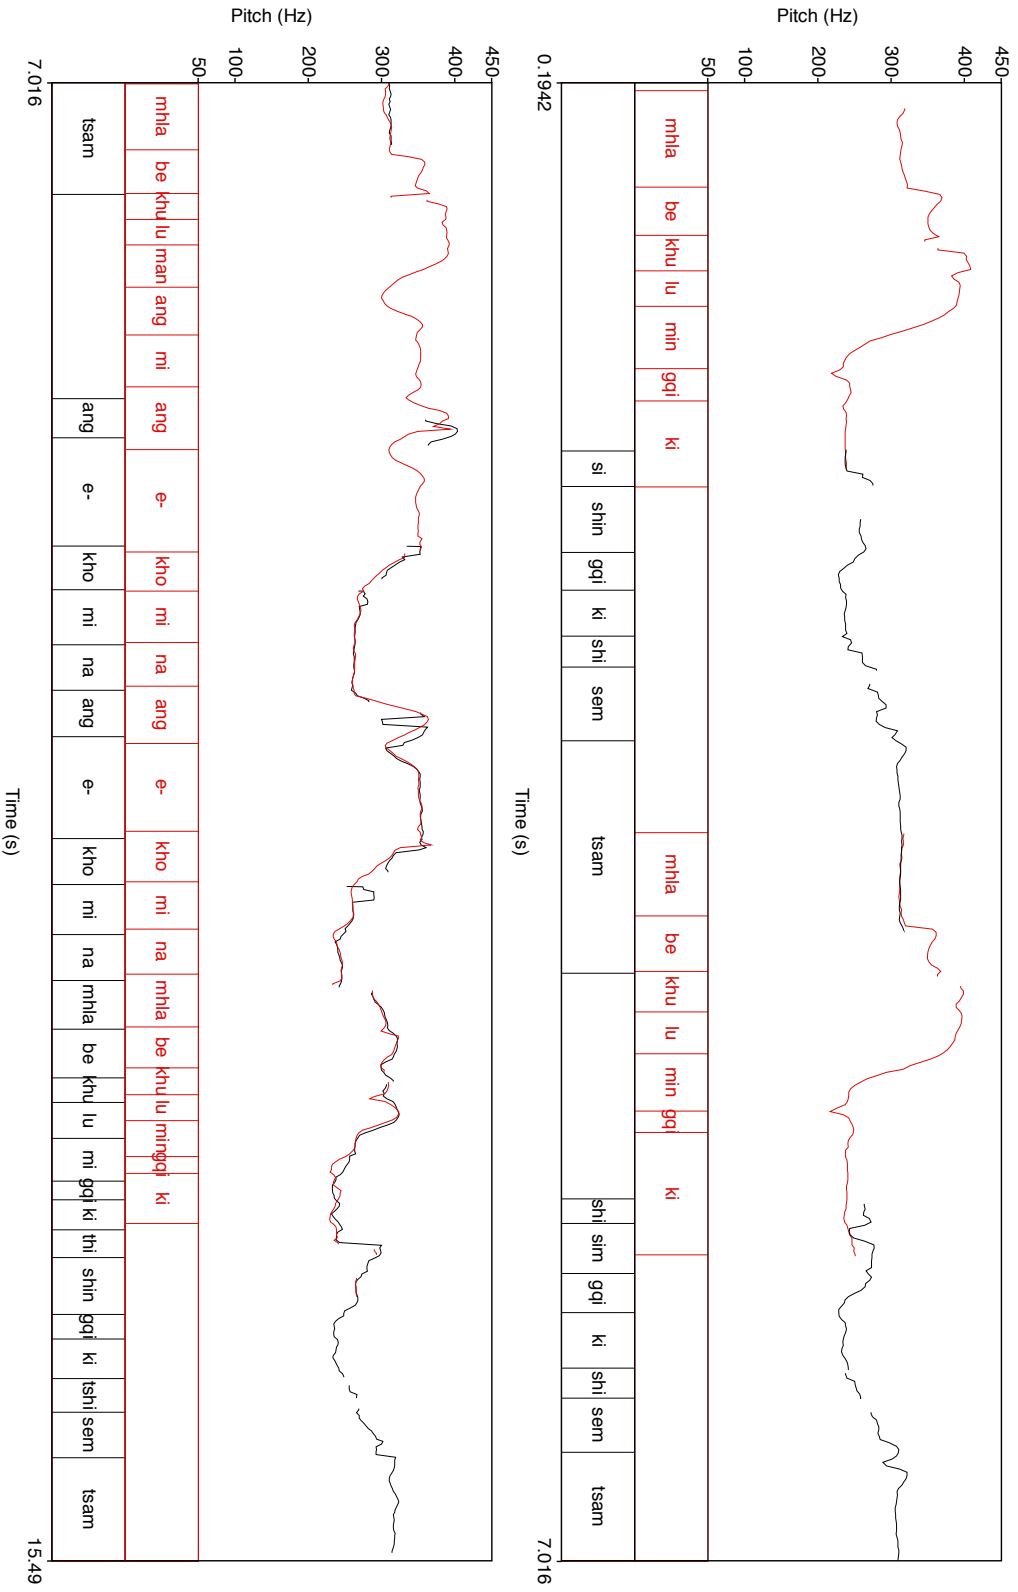 Pitch (Hz)
450
400
300
200
100
50
mhla be khu lu min gqi ki mhla be khu lu min gqi ki
si shin gqi ki shi sem tsam shi sim gqi ki shi sem tsam
0.1942 7.016
Time (s)
Pitch (Hz)
450
400
300
200
100
50
mhla be khu lu man ang mi ang e- kho mi na ang e- kho mi na mhla be khu lu min gqi ki
tsam ang e- kho mi na ang e- kho mi na mhla be khu lu mi gqi ki thi shin gqi ki tshi sem tsam
7.016 15.49
Time (s)